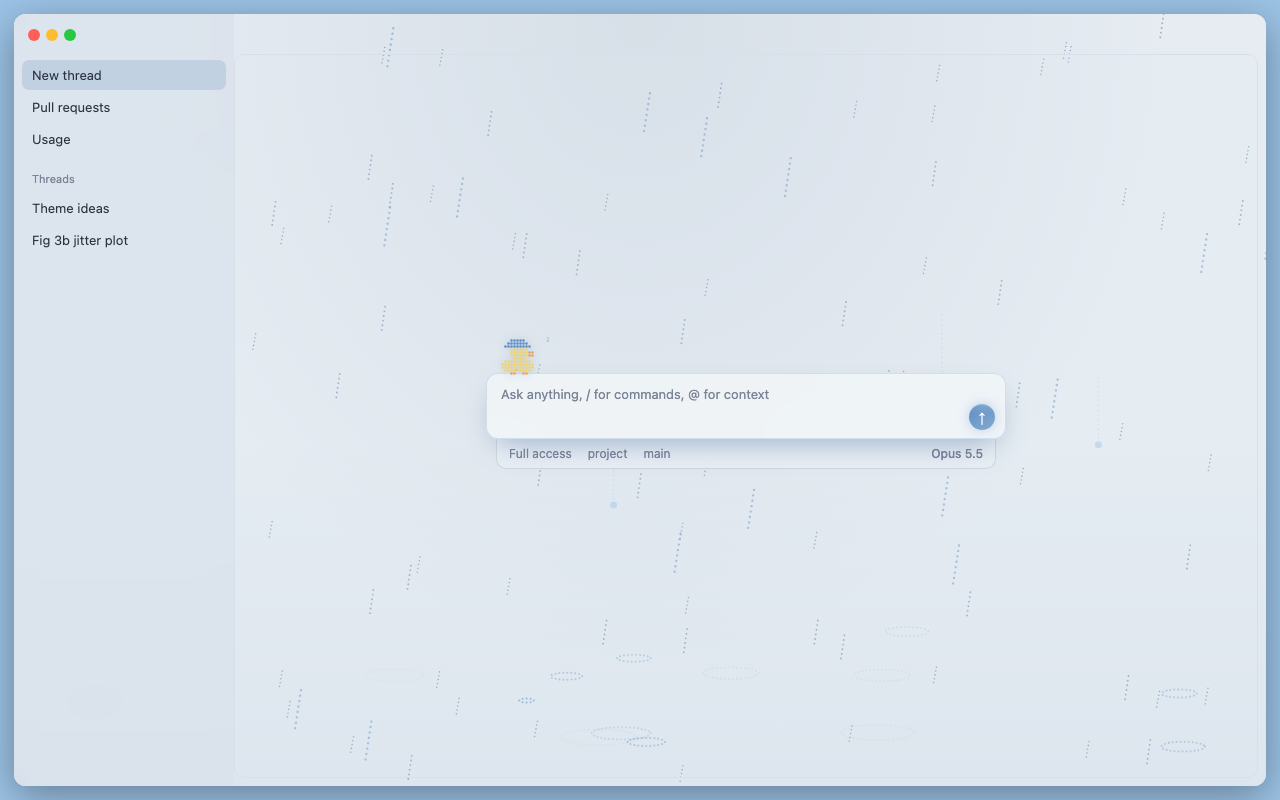 New thread
Pull requests
Usage
Threads
Theme ideas
Fig 3b jitter plot
Ask anything, / for commands, @ for context
↑
Full access project main Opus 5.5